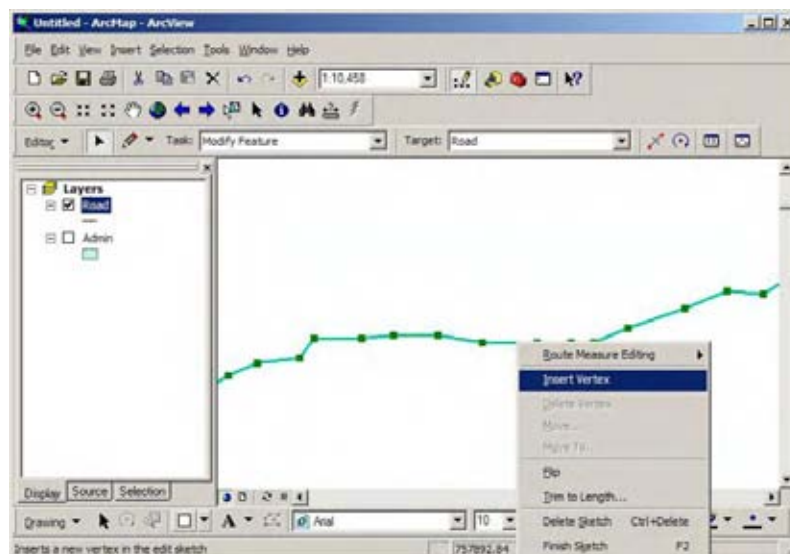 Untitled - ArcMap - ArcView
File Edit View Insert Selection Tools Window Help
1:10,458
Editor Task: Modify Feature Target: Road
Layers
Road
Admin
Route Measure Editing
Insert Vertex
Delete Vertex
Move...
Move To...
Flip
Trim to Length...
Delete Sketch Ctrl+Delete
Finish Sketch F2
Display Source Selection
Drawing A Arial 10
Inserts a new vertex in the edit sketch 757892.84